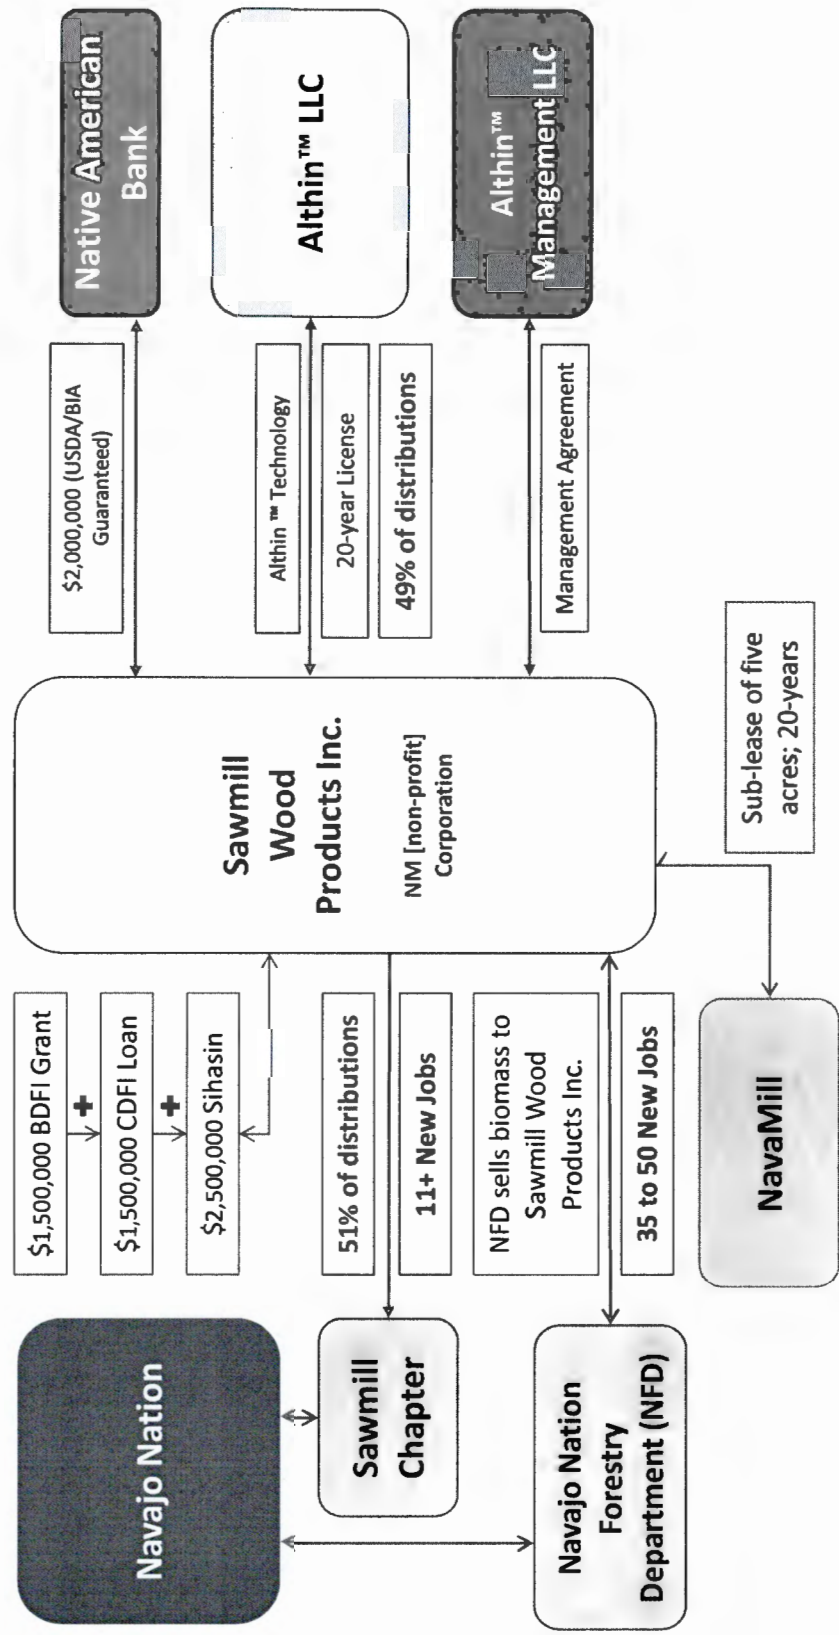 Navajo Nation
$1,500,000 BDFI Grant
+
$1,500,000 CDFI Loan
+
$2,500,000 Sihasin
Sawmill
Chapter
51% of distributions
11+ New Jobs
Navajo Nation
Forestry
Department (NFD)
NFD sells biomass to
Sawmill Wood
Products Inc.
35 to 50 New Jobs
NavaMill
Sub-lease of five
acres; 20-years
Sawmill
Wood
Products Inc.
NM [non-profit]
Corporation
$2,000,000 (USDA/BIA
Guaranteed)
Native American
Bank
Althin ™ Technology
20-year License
49% of distributions
Althin™ LLC
Management Agreement
Althin™
Management LLC